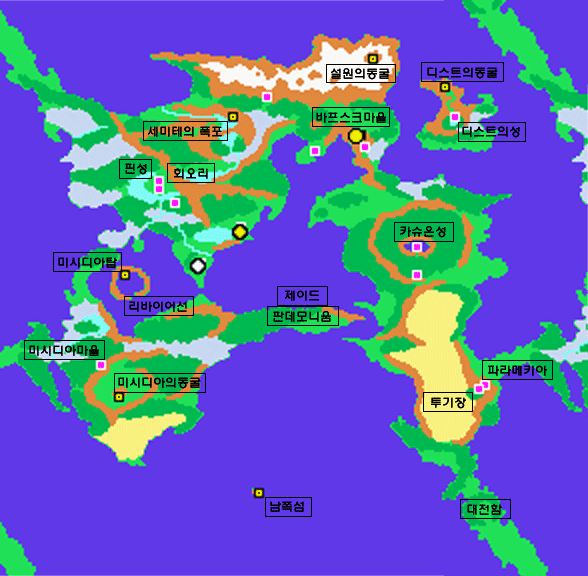 설원의동굴
디스트의동굴
바프스크마을
세미테의 폭포
디스트의성
핀성
회오리
카슈온성
미시디아탑
제이드
리바이어선
판데모니움
미시디아마을
파라메키아
미시디아의동굴
투기장
남쪽섬
대전함